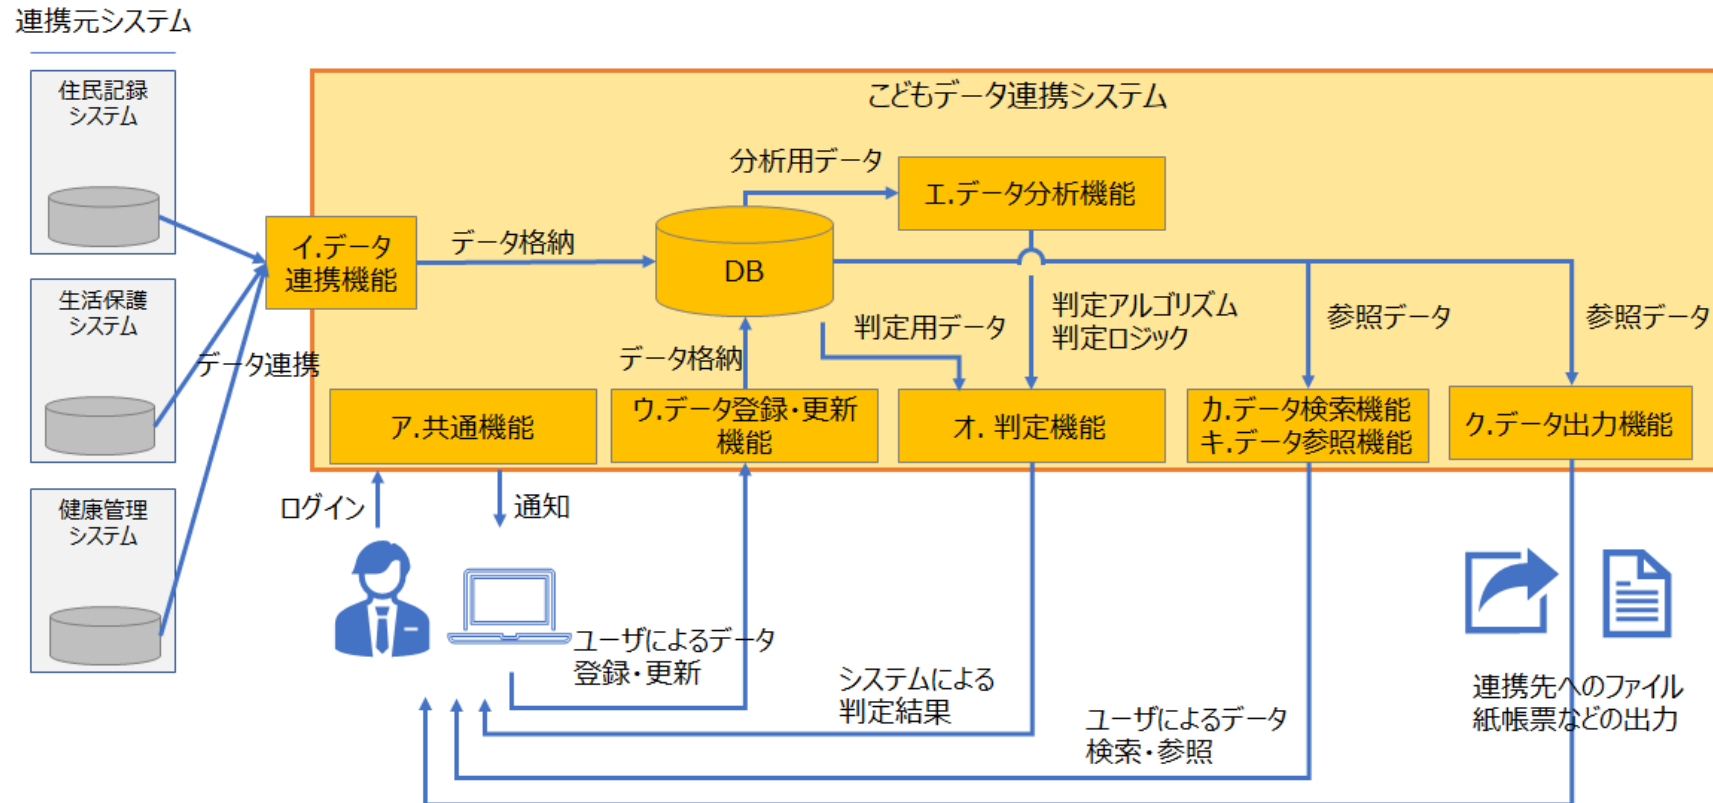 連携元システム
住民記録
システム
生活保護
システム
データ連携
健康管理
システム
こどもデータ連携システム
イ.データ
連携機能
データ格納
DB
分析用データ
エ.データ分析機能
判定用データ
判定アルゴリズム
判定ロジック
参照データ
参照データ
データ格納
ア.共通機能
ウ.データ登録・更新
機能
オ. 判定機能
カ.データ検索機能
キ.データ参照機能
ク.データ出力機能
ログイン
通知
ユーザによるデータ
登録・更新
システムによる
判定結果
ユーザによるデータ
検索・参照
連携先へのファイル
紙帳票などの出力